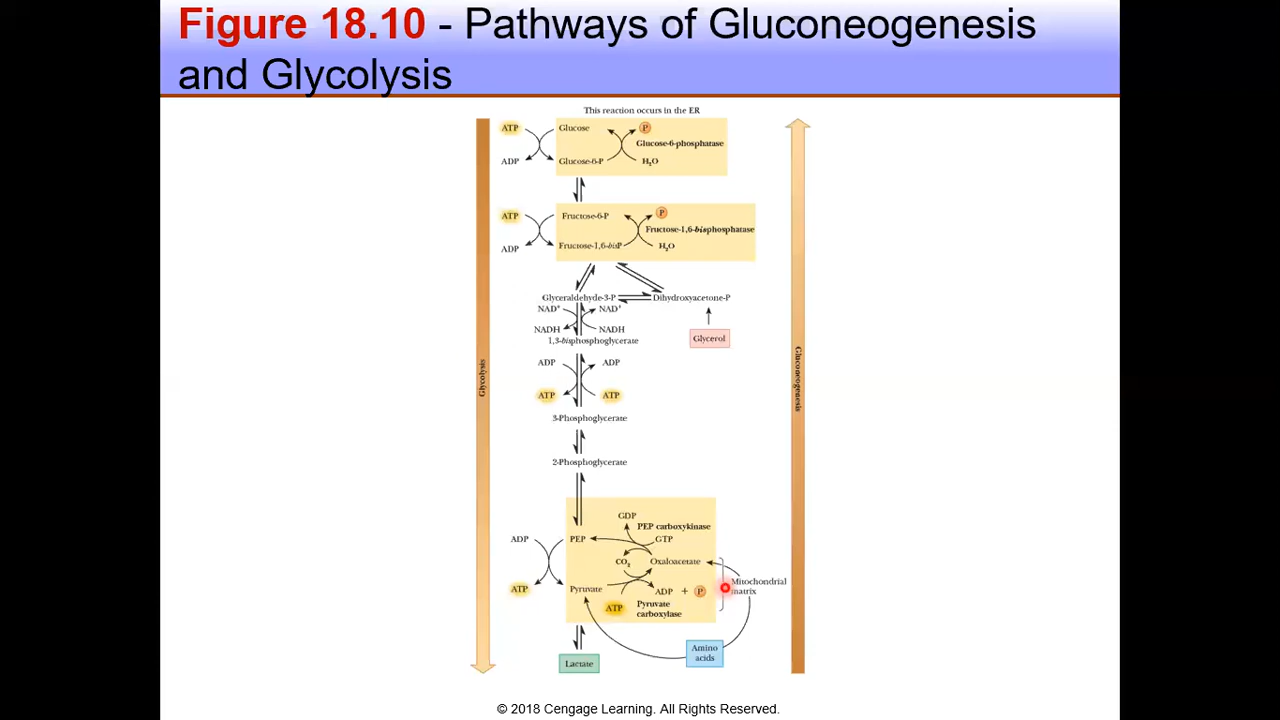 Figure 18.10 - Pathways of Gluconeogenesis
and Glycolysis
This reaction occurs in the ER
ATP
Glucose
P
Glucose-6-phosphatase
ADP
Glucose-6-P
H₂O
ATP
Fructose-6-P
P
Fructose-1,6-bisphosphatase
ADP
Fructose-1,6-bisP
H₂O
Glyceraldehyde-3-P
Dihydroxyacetone-P
NAD⁺
NAD⁺
NADH
NADH
Glycerol
1,3-bisphosphoglycerate
ADP
ADP
Glycolysis
Gluconeogenesis
ATP
ATP
3-Phosphoglycerate
2-Phosphoglycerate
GDP
PEP carboxykinase
ADP
PEP
GTP
CO₂
Oxaloacetate
Mitochondrial
matrix
ATP
Pyruvate
ADP + P
ATP
Pyruvate
carboxylase
Amino
acids
Lactate
© 2018 Cengage Learning. All Rights Reserved.